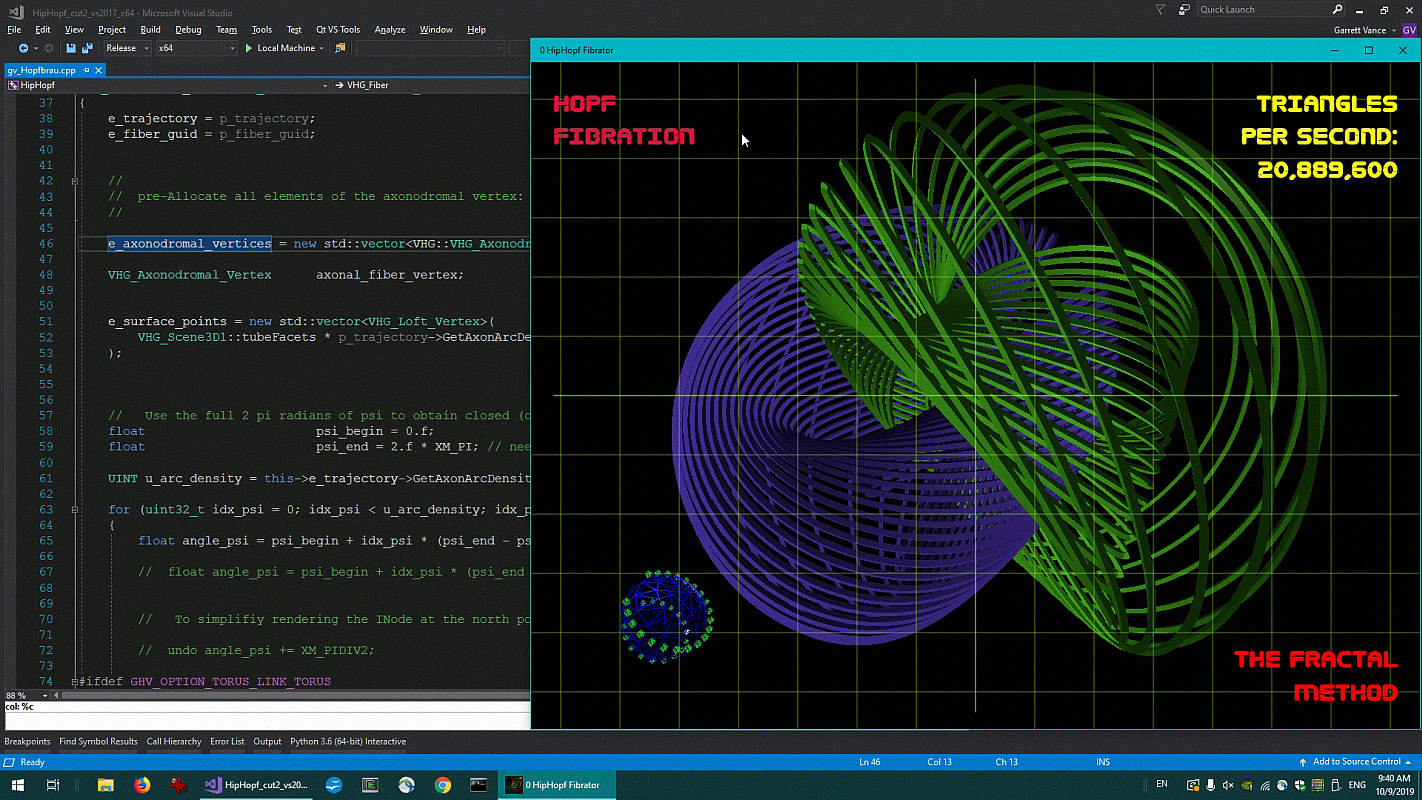 HipHopf_cut2_vs2017_x64 - Microsoft Visual Studio
Quick Launch
File Edit View Project Build Debug Team Tools Test Qt VS Tools Analyze Window Help
Garrett Vance GV
Release x64 Local Machine
0 HipHopf Fibrator
gv_Hopfbrau.cpp
HipHopf VHG_Fiber
37 {
38 e_trajectory = p_trajectory;
39 e_fiber_guid = p_fiber_guid;
40
41
42 //
43 // pre-Allocate all elements of the axonodromal vertex:
44 //
45
46 e_axonodromal_vertices = new std::vector<VHG::VHG_Axonodr
47
48 VHG_Axonodromal_Vertex axonal_fiber_vertex;
49
50
51 e_surface_points = new std::vector<VHG_Loft_Vertex>(
52 VHG_Scene3D1::tubeFacets * p_trajectory->GetAxonArcDe
53 );
54
55
56
57 // Use the full 2 pi radians of psi to obtain closed (c
58 float psi_begin = 0.f;
59 float psi_end = 2.f * XM_PI; // nee
60
61 UINT u_arc_density = this->e_trajectory->GetAxonArcDensit
62
63 for (uint32_t idx_psi = 0; idx_psi < u_arc_density; idx_p
64 {
65 float angle_psi = psi_begin + idx_psi * (psi_end - ps
66
67 // float angle_psi = psi_begin + idx_psi * (psi_end
68
69
70 // To simplifiy rendering the INode at the north po
71
72 // undo angle_psi += XM_PIDIV2;
73
74 #ifdef GHV_OPTION_TORUS_LINK_TORUS
HOPF
FIBRATION
TRIANGLES
PER SECOND:
20,889,600
THE FRACTAL
METHOD
88 %
col: %c
Breakpoints Find Symbol Results Call Hierarchy Error List Output Python 3.6 (64-bit) Interactive
Ready Ln 46 Col 13 Ch 13 INS Add to Source Control
HipHopf_cut2_vs20... 0 HipHopf Fibrator EN ENG 9:40 AM
10/9/2019